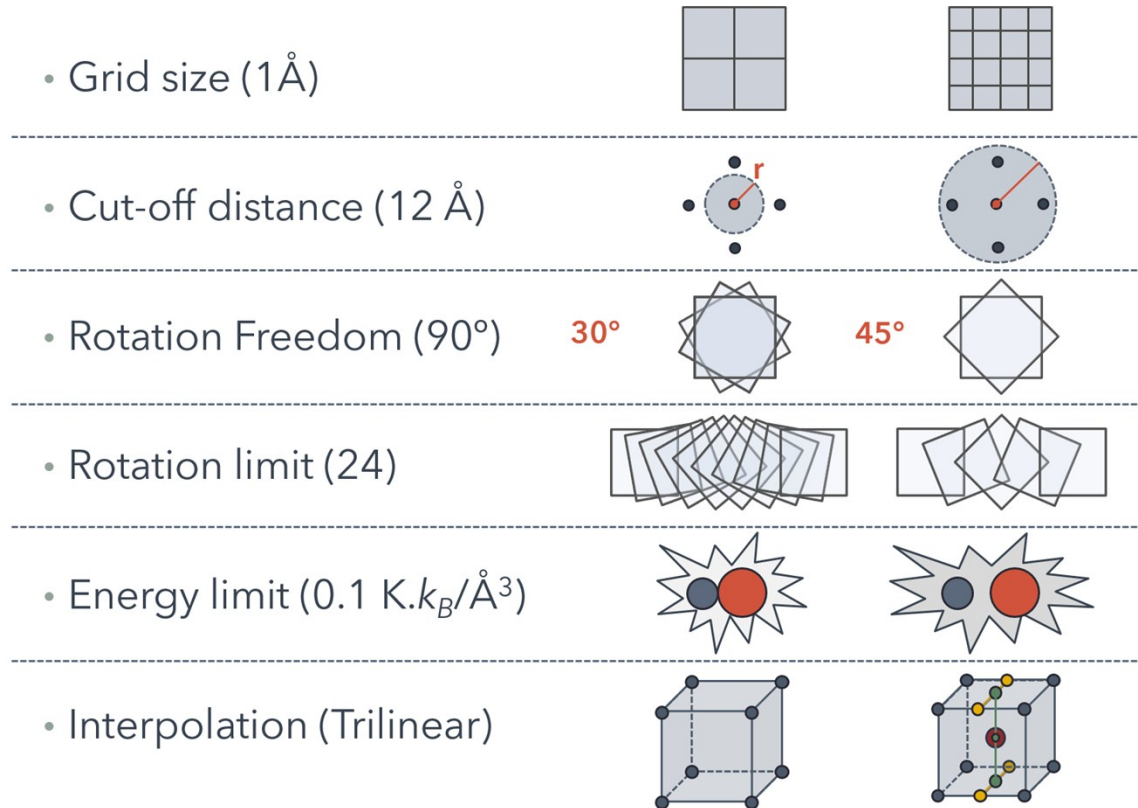 • Grid size (1Å)
• Cut-off distance (12 Å)
r
• Rotation Freedom (90°)
30°
45°
• Rotation limit (24)
• Energy limit (0.1 K.k_B/Å³)
• Interpolation (Trilinear)